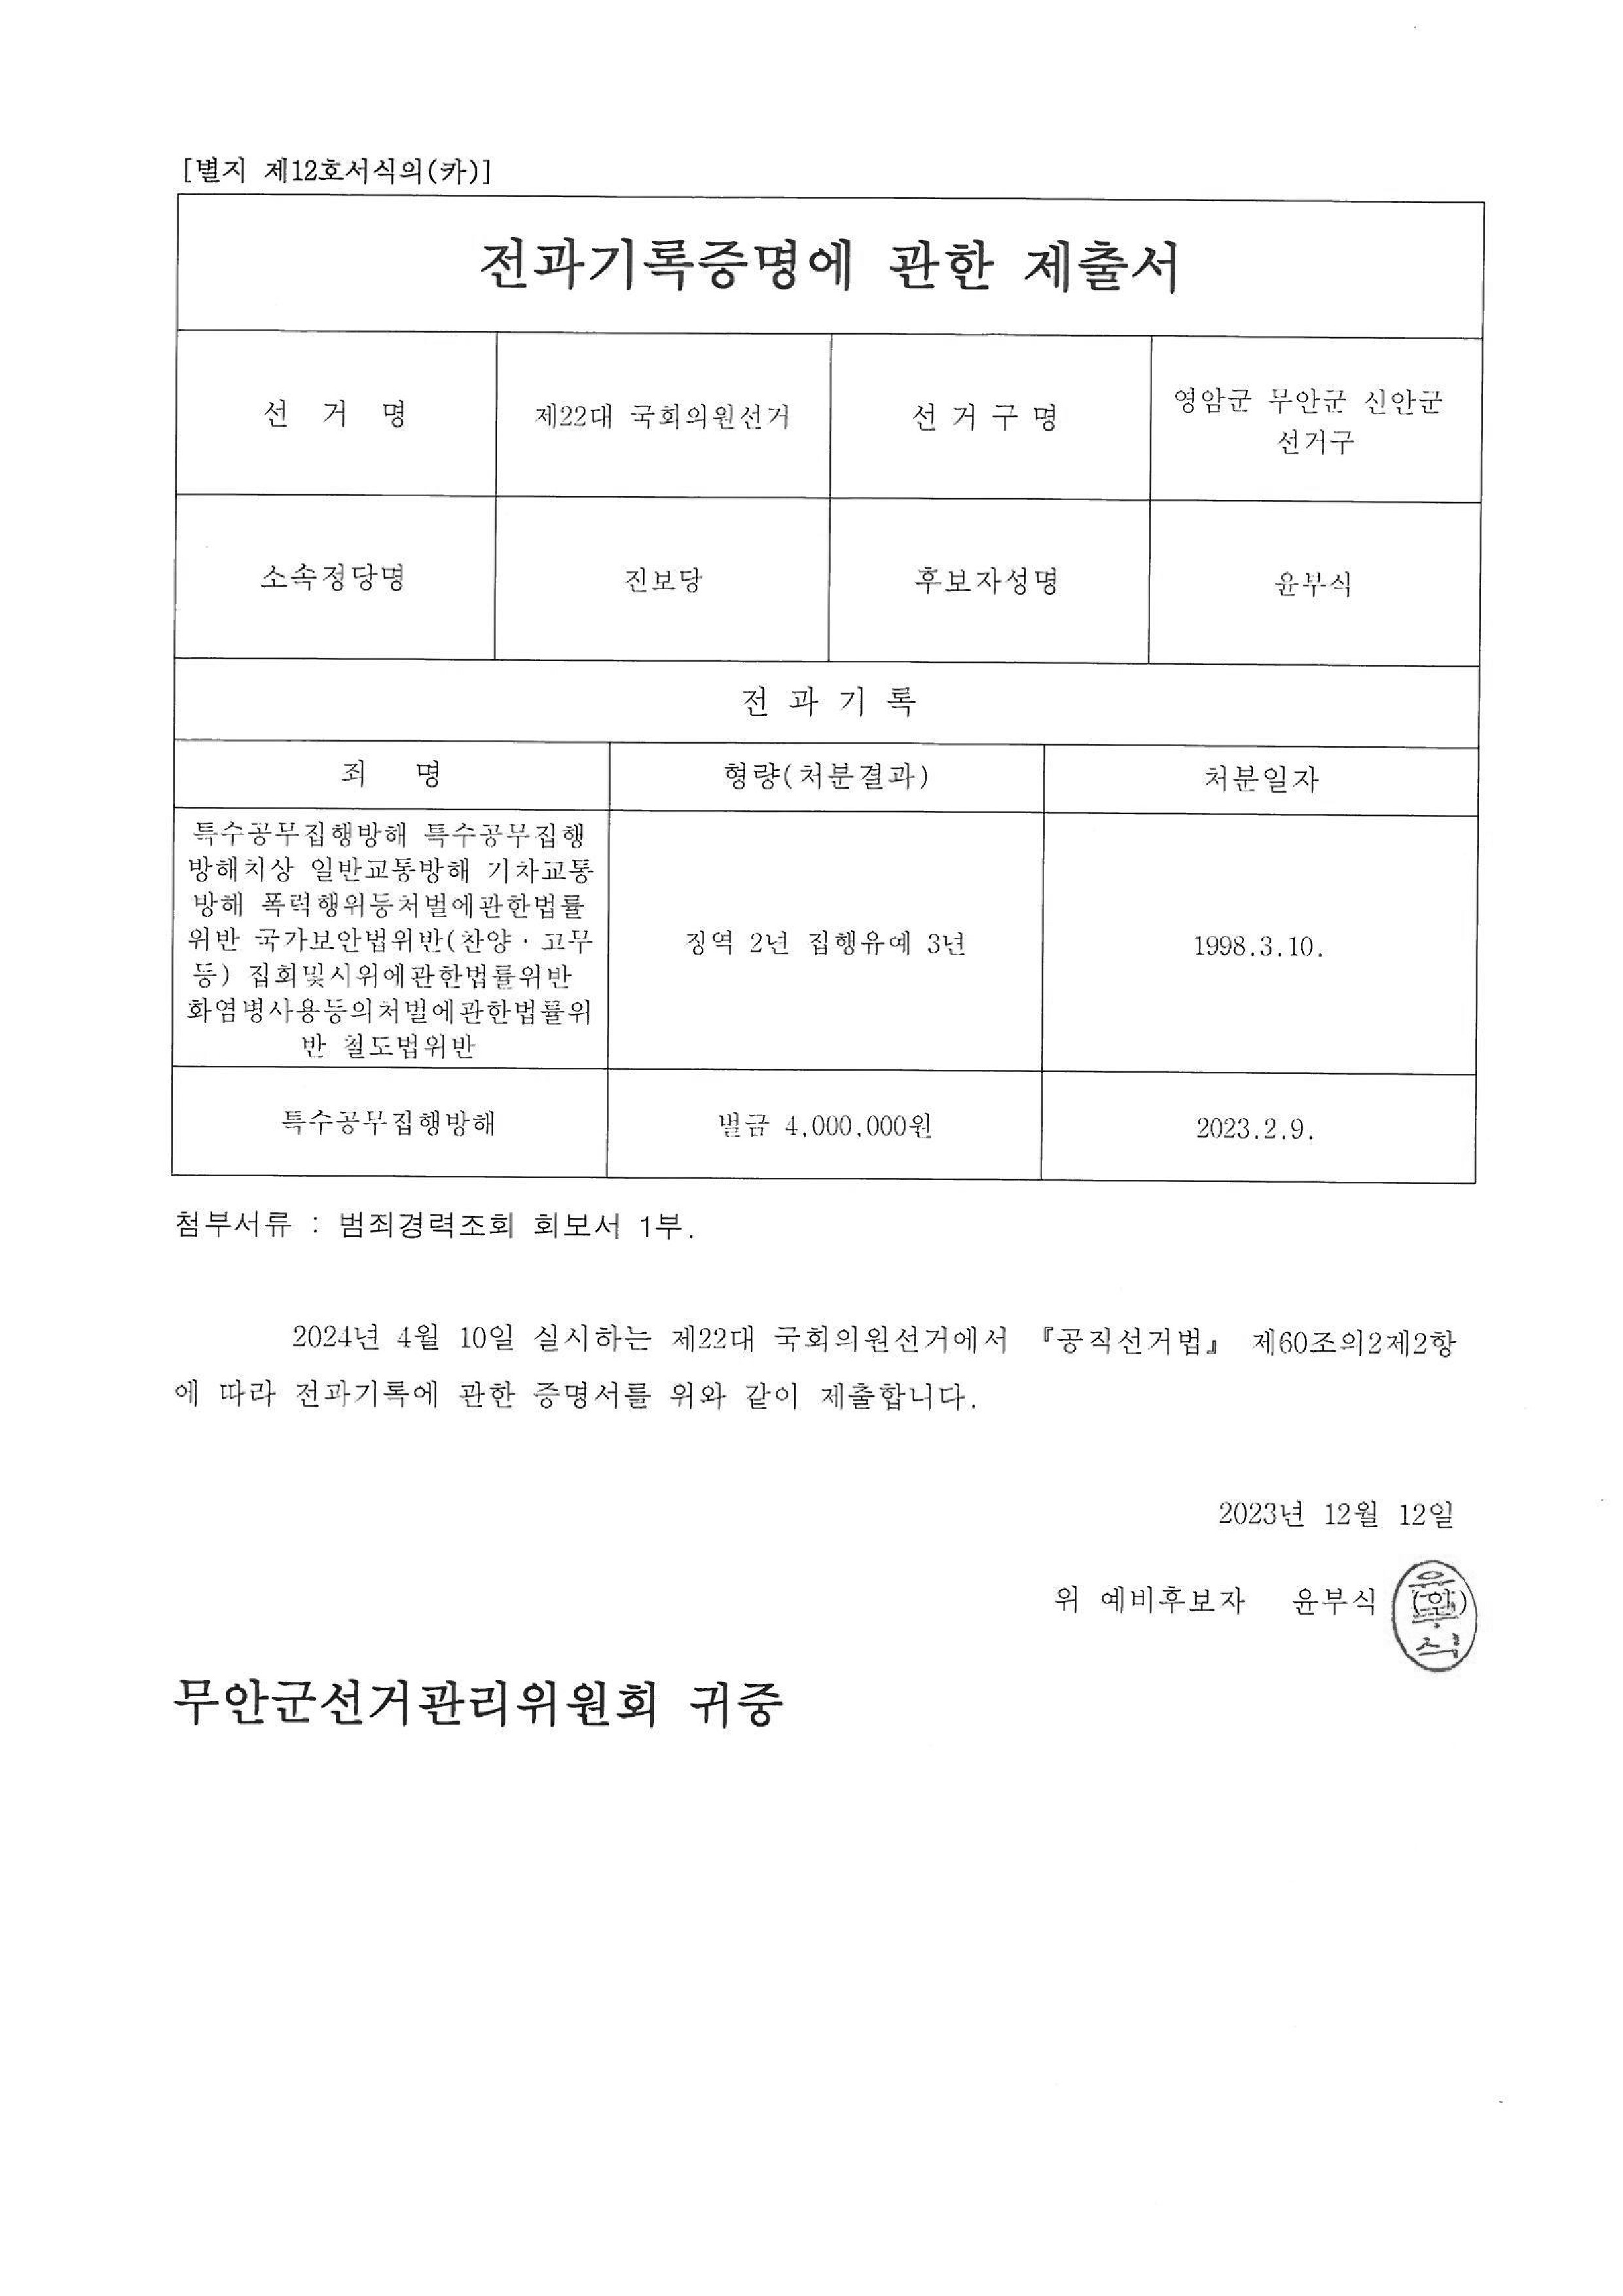 [별지 제12호서식의(카)]
전과기록증명에 관한 제출서
선 거 명
제22대 국회의원선거
선 거 구 명
영암군 무안군 신안군
선거구
소속정당명
진보당
후보자성명
윤부식
전 과 기 록
죄 명
형량(처분결과)
처분일자
특수공무집행방해 특수공무집행
방해치상 일반교통방해 기차교통
방해 폭력행위등처벌에관한법률
위반 국가보안법위반(찬양·고무
등) 집회및시위에관한법률위반
화염병사용등의처벌에관한법률위
반 철도법위반
징역 2년 집행유예 3년
1998.3.10.
특수공무집행방해
벌금 4,000,000원
2023.2.9.
첨부서류 : 범죄경력조회 회보서 1부.
2024년 4월 10일 실시하는 제22대 국회의원선거에서 『공직선거법』 제60조의2제2항
에 따라 전과기록에 관한 증명서를 위와 같이 제출합니다.
2023년 12월 12일
위 예비후보자 윤부식 (인)
윤부식
무안군선거관리위원회 귀중